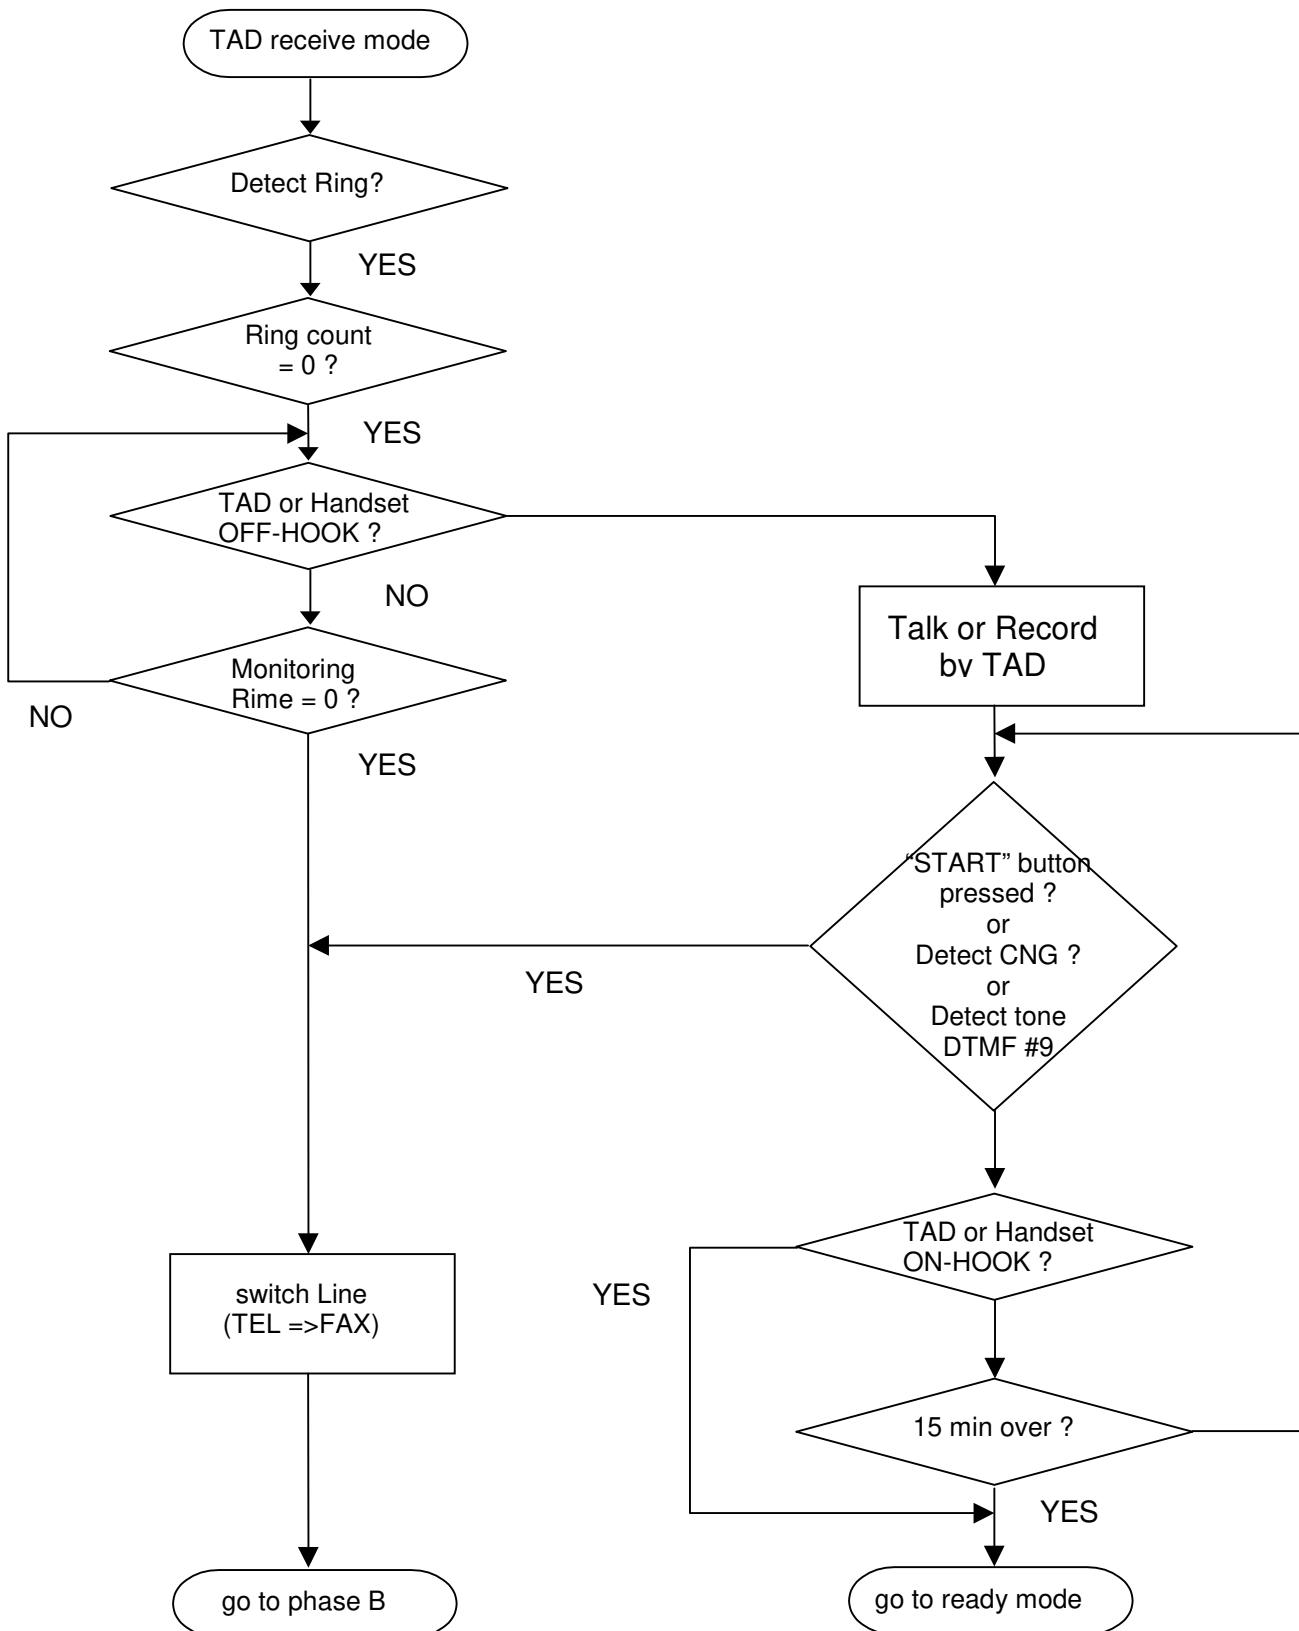 TAD receive mode
Detect Ring?
YES
Ring count
= 0 ?
YES
TAD or Handset
OFF-HOOK ?
NO
Monitoring
Rime = 0 ?
NO
YES
Talk or Record
by TAD
"START” button
pressed ?
or
Detect CNG ?
or
Detect tone
DTMF #9
YES
TAD or Handset
ON-HOOK ?
YES
switch Line
(TEL =>FAX)
15 min over ?
YES
go to phase B
go to ready mode